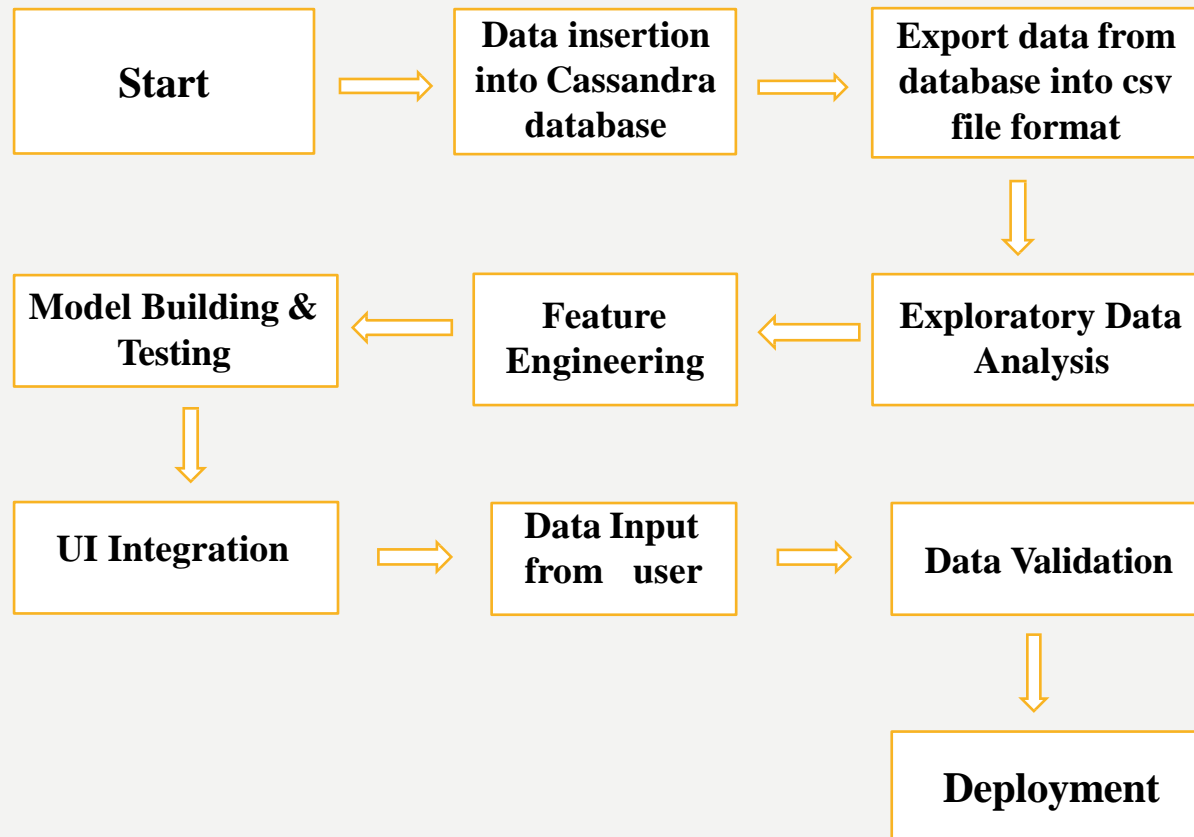 Start
Data insertion
into Cassandra
database
Export data from
database into csv
file format
Exploratory Data
Analysis
Feature
Engineering
Model Building &
Testing
UI Integration
Data Input
from user
Data Validation
Deployment